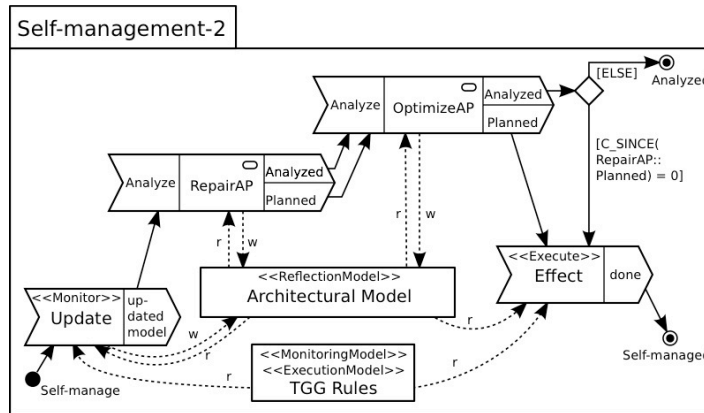 Self-management-2
[ELSE]
Analyzed
Analyze
OptimizeAP
Analyzed
Planned
[C_SINCE(
RepairAP::
Planned) = 0]
Analyze
RepairAP
Analyzed
Planned
r
w
r
w
<<ReflectionModel>>
Architectural Model
<<Execute>>
Effect
done
<<Monitor>>
Update
up-
dated
model
w
r
r
<<MonitoringModel>>
<<ExecutionModel>>
TGG Rules
r
r
Self-manage
Self-managed